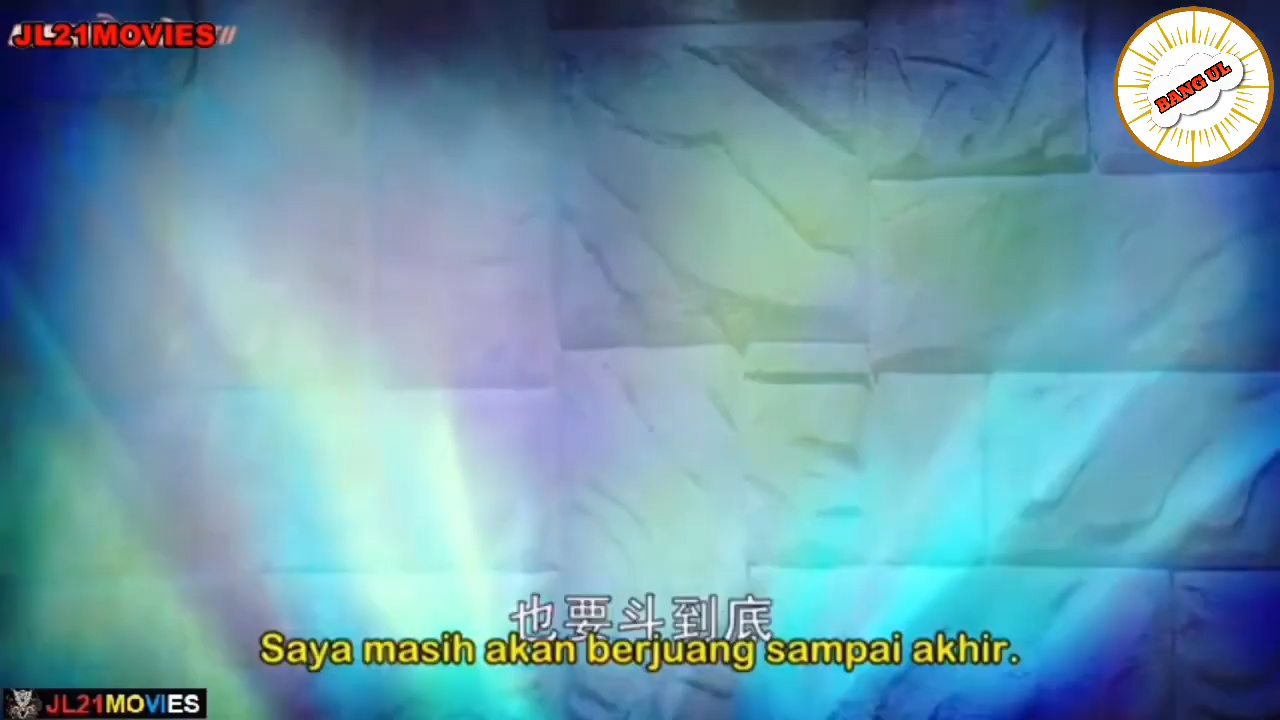 JL21MOVIES
BANG UL
也要斗到底
Saya masih akan berjuang sampai akhir.
JL21MOVIES